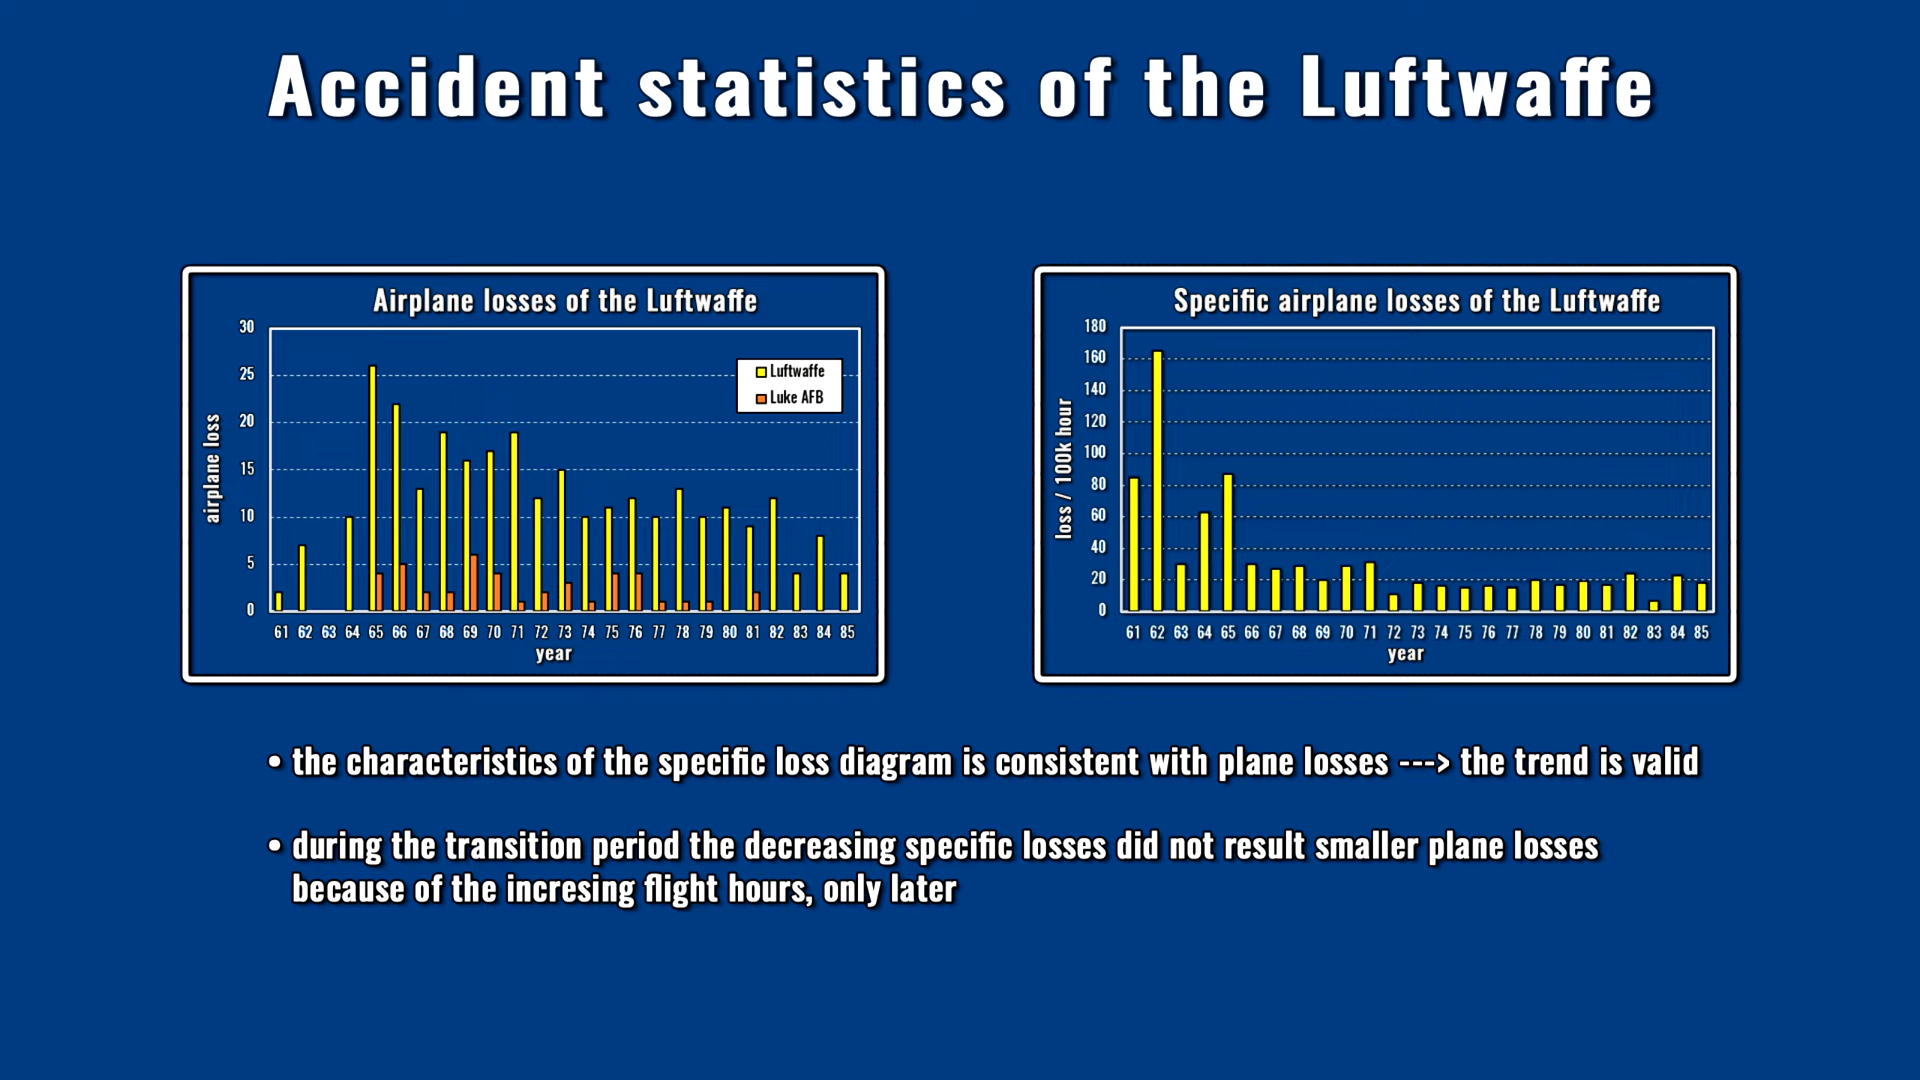 Accident statistics of the Luftwaffe
Airplane losses of the Luftwaffe
30
25
20
15
10
5
0
airplane loss
Luftwaffe
Luke AFB
61 62 63 64 65 66 67 68 69 70 71 72 73 74 75 76 77 78 79 80 81 82 83 84 85
year
Specific airplane losses of the Luftwaffe
180
160
140
120
100
80
60
40
20
0
loss / 100k hour
61 62 63 64 65 66 67 68 69 70 71 72 73 74 75 76 77 78 79 80 81 82 83 84 85
year
• the characteristics of the specific loss diagram is consistent with plane losses ---> the trend is valid
• during the transition period the decreasing specific losses did not result smaller plane losses
because of the incresing flight hours, only later